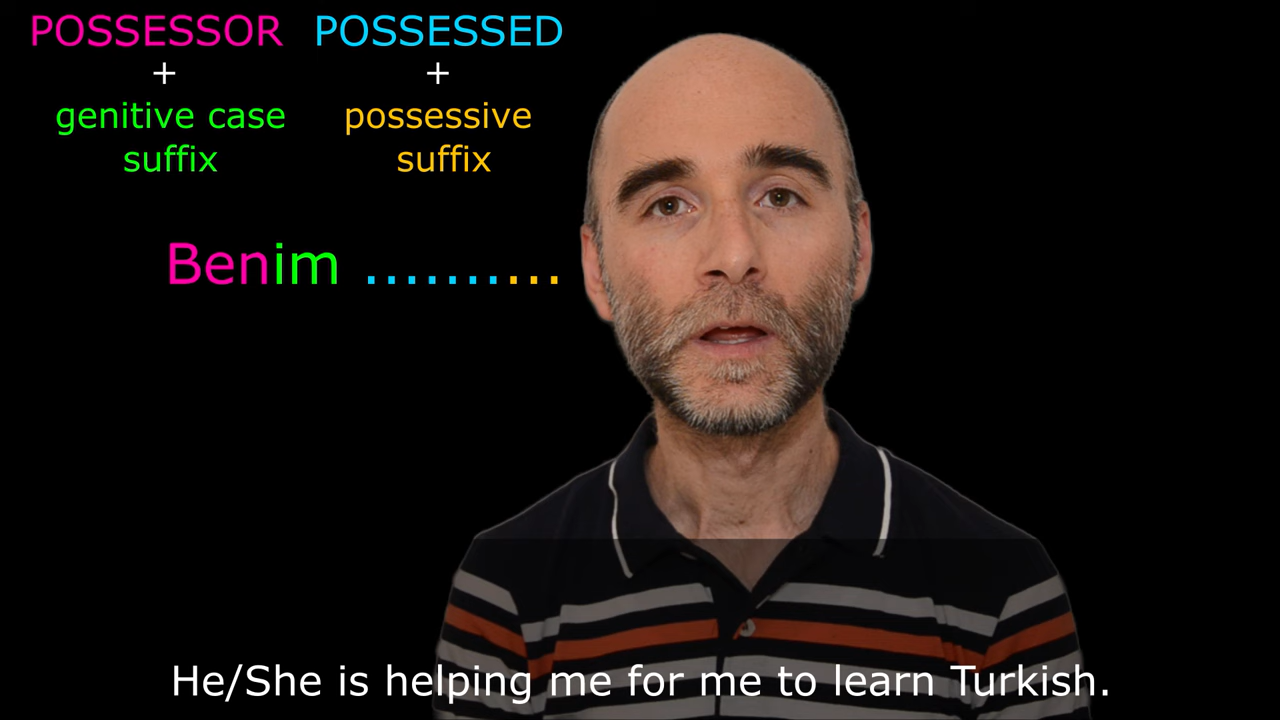 POSSESSOR POSSESSED
+ +
genitive case possessive
suffix suffix
Benim ..........
He/She is helping me for me to learn Turkish.